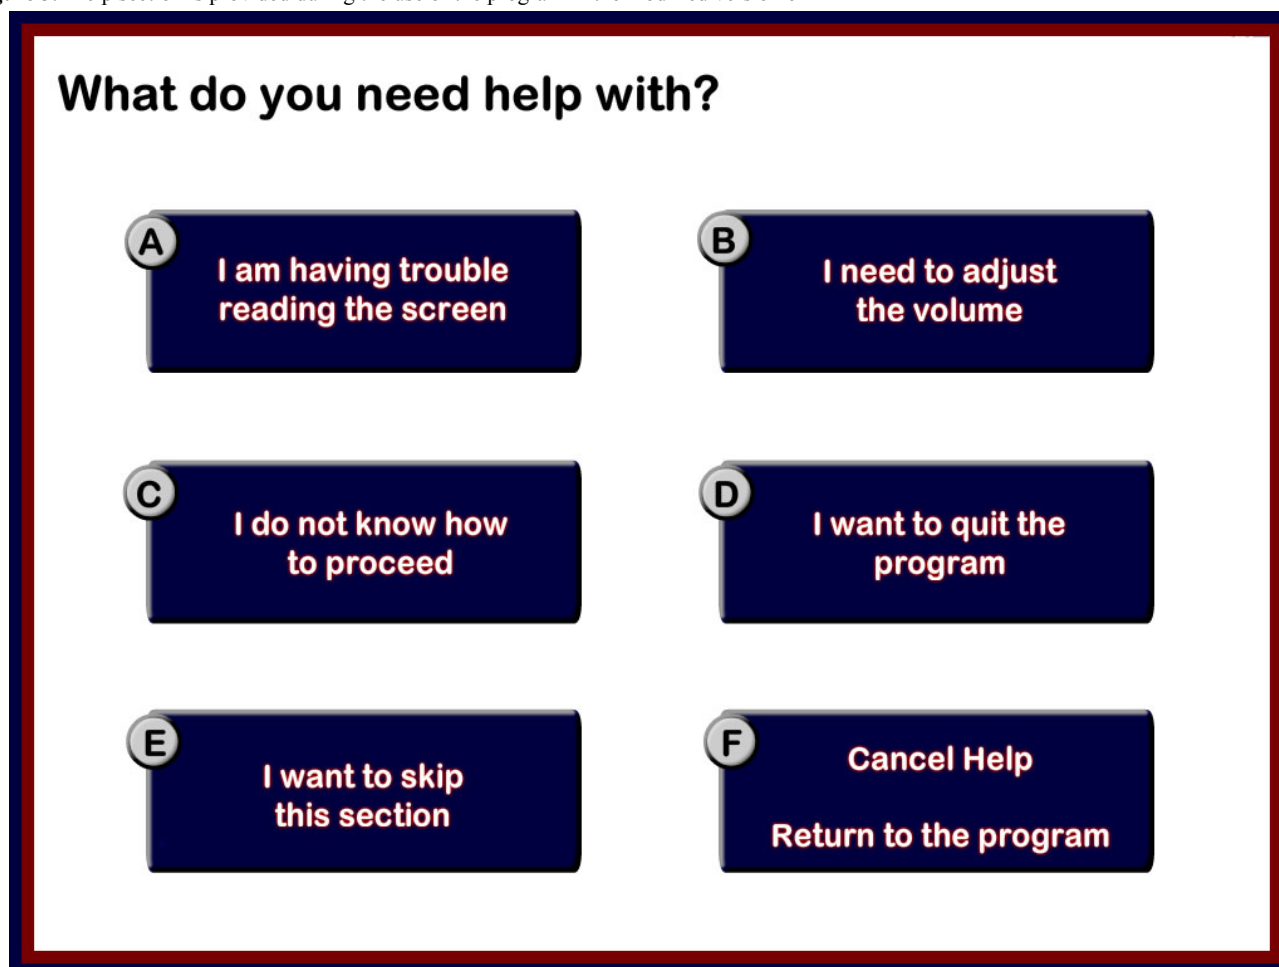 What do you need help with?
A
I am having trouble
reading the screen
B
I need to adjust
the volume
C
I do not know how
to proceed
D
I want to quit the
program
E
I want to skip
this section
F
Cancel Help
Return to the program